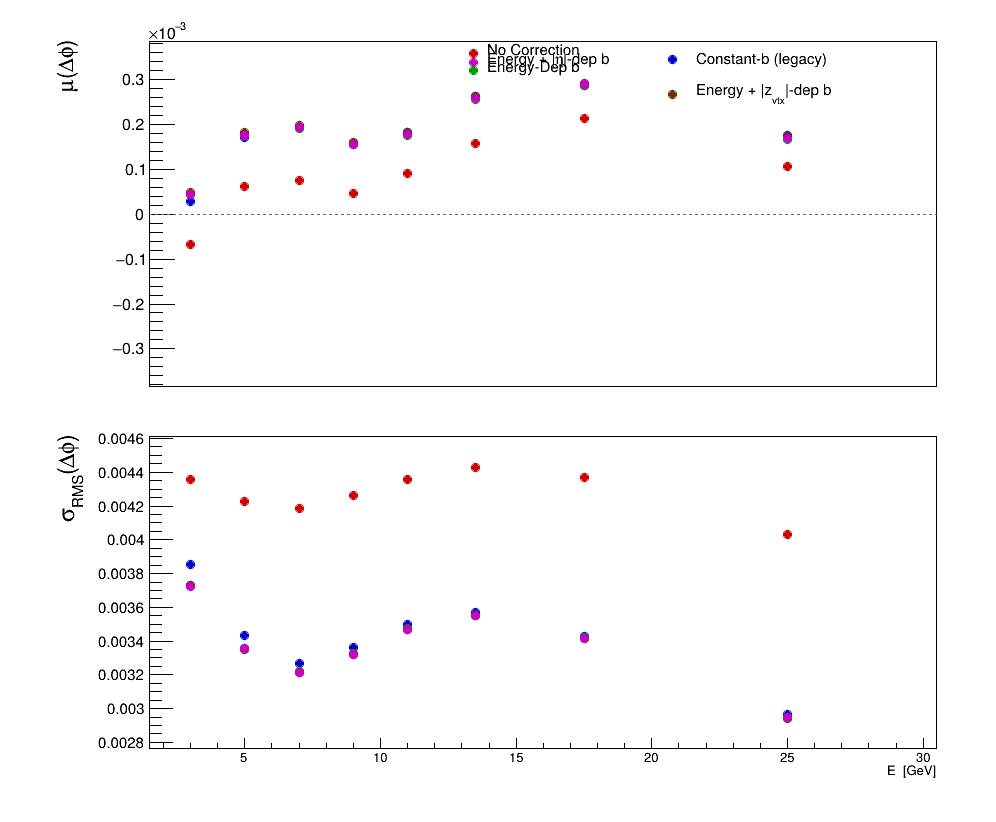 ×10⁻³
μ(Δφ)
0.3
0.2
0.1
0
−0.1
−0.2
−0.3
No Correction
Energy + |η|-dep b
Energy-Dep b
Constant-b (legacy)
Energy + |z_vtx|-dep b
σ_RMS(Δφ)
0.0046
0.0044
0.0042
0.004
0.0038
0.0036
0.0034
0.0032
0.003
0.0028
5 10 15 20 25 30
E [GeV]